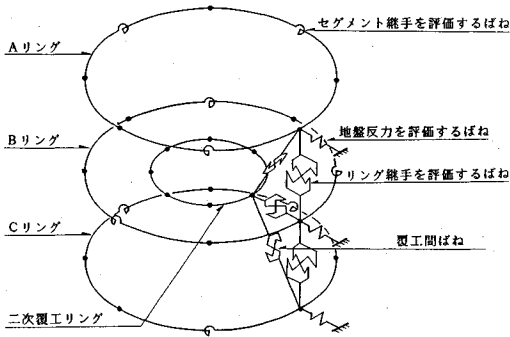 セグメント継手を評価するばね
Aリング
地盤反力を評価するばね
Bリング
リング継手を評価するばね
Cリング
覆工間ばね
二次覆工リング